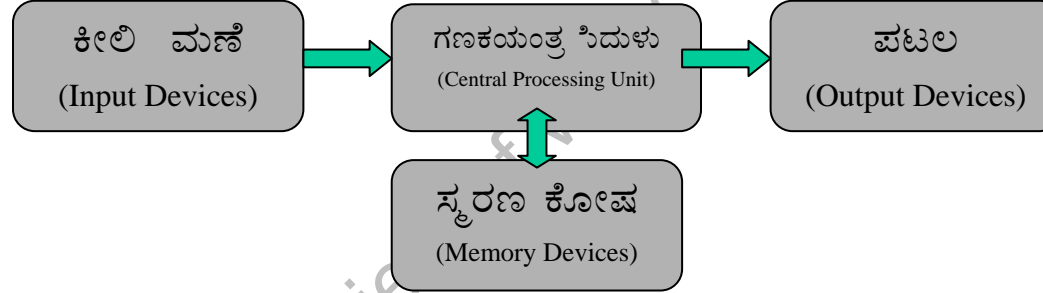 ಕೀಲಿ ಮಣೆ
(Input Devices)
ಗಣಕಯಂತ್ರ ಿದುಳು
(Central Processing Unit)
ಪಟಲ
(Output Devices)
ಸ್ಮರಣ ಕೋಷ
(Memory Devices)